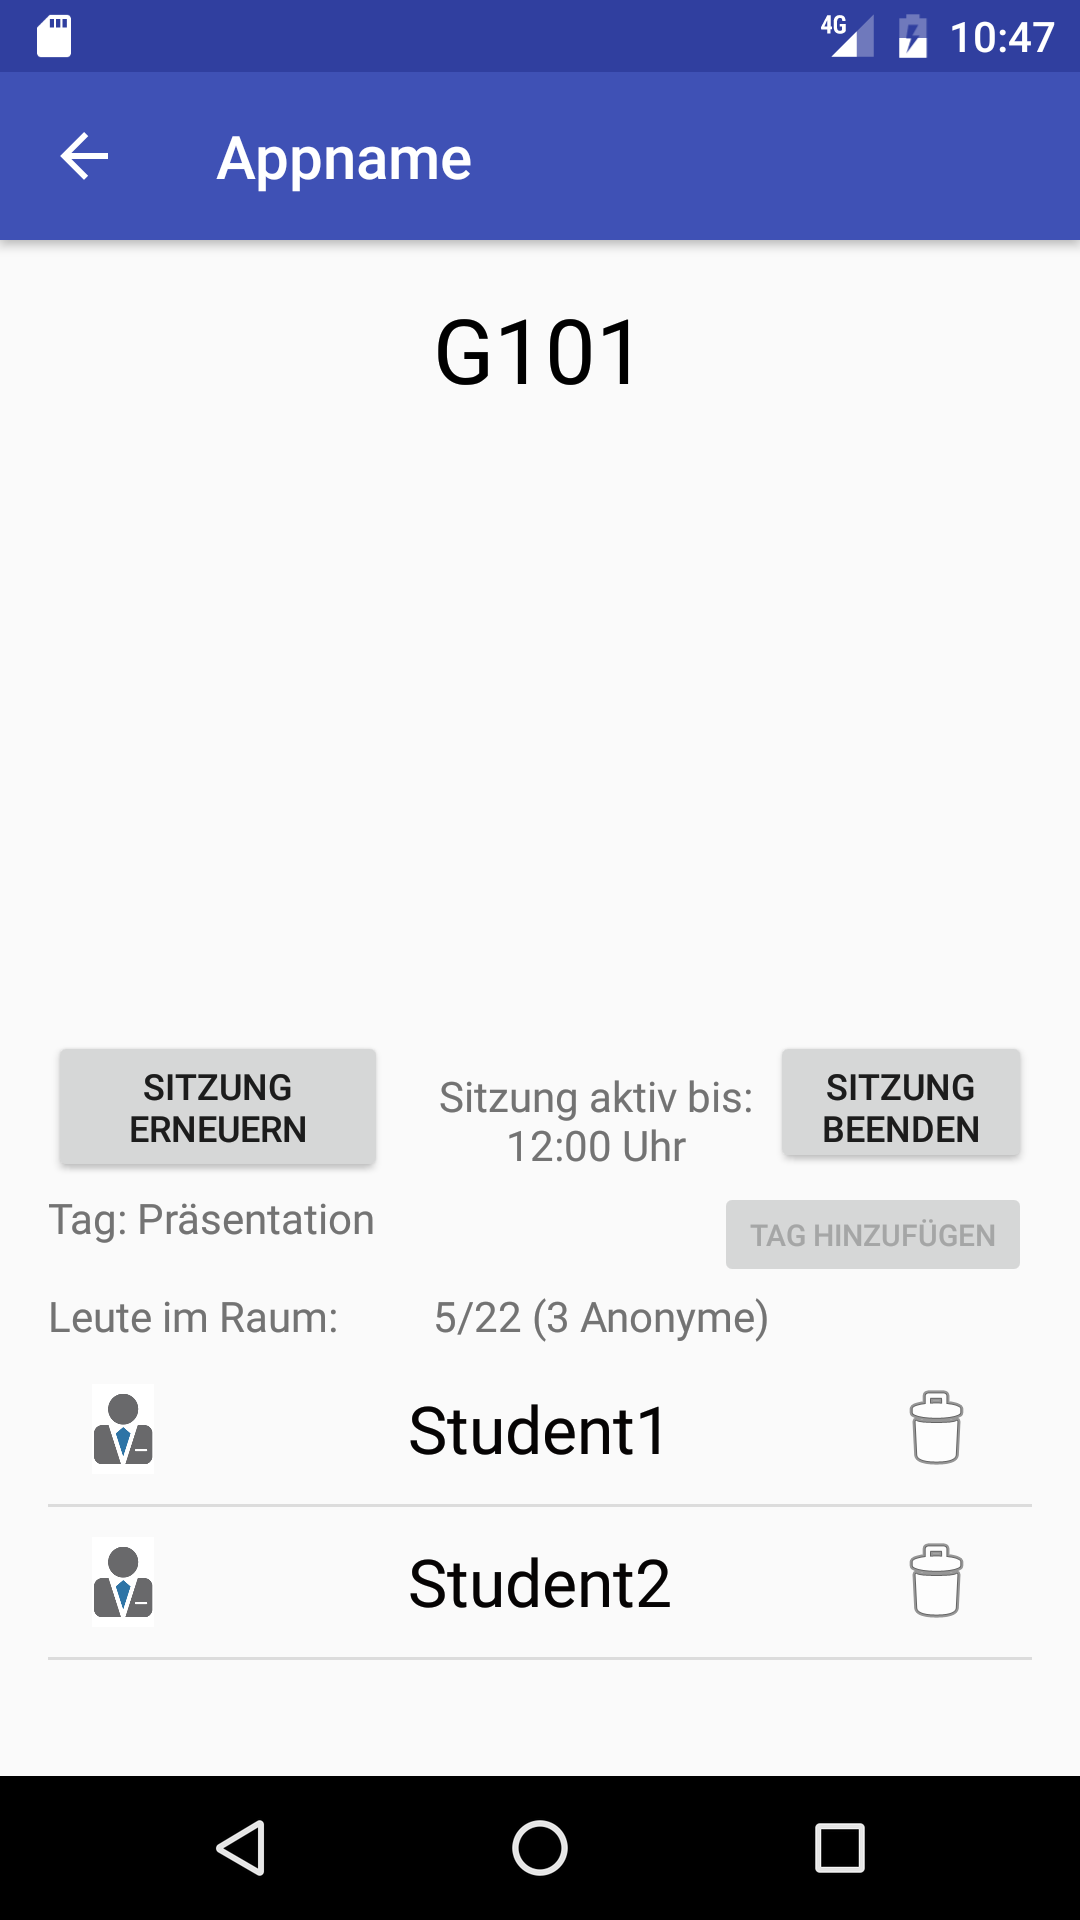 4G 10:47
Appname
G101
SITZUNG
ERNEUERN
Sitzung aktiv bis:
12:00 Uhr
SITZUNG
BEENDEN
Tag: Präsentation
TAG HINZUFÜGEN
Leute im Raum: 5/22 (3 Anonyme)
Student1
Student2